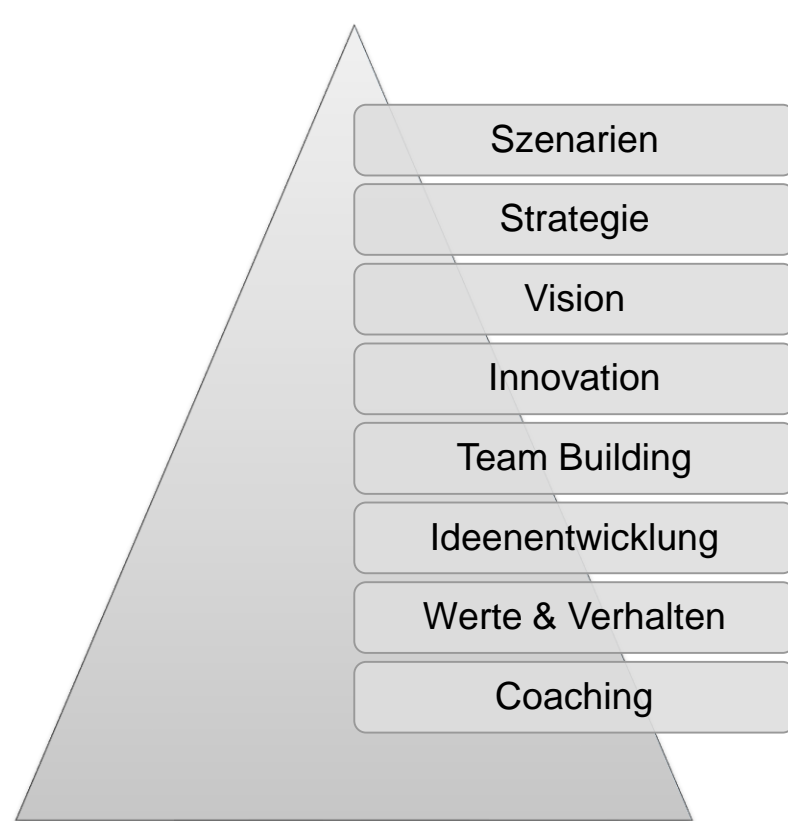 Szenarien
Strategie
Vision
Innovation
Team Building
Ideenentwicklung
Werte & Verhalten
Coaching